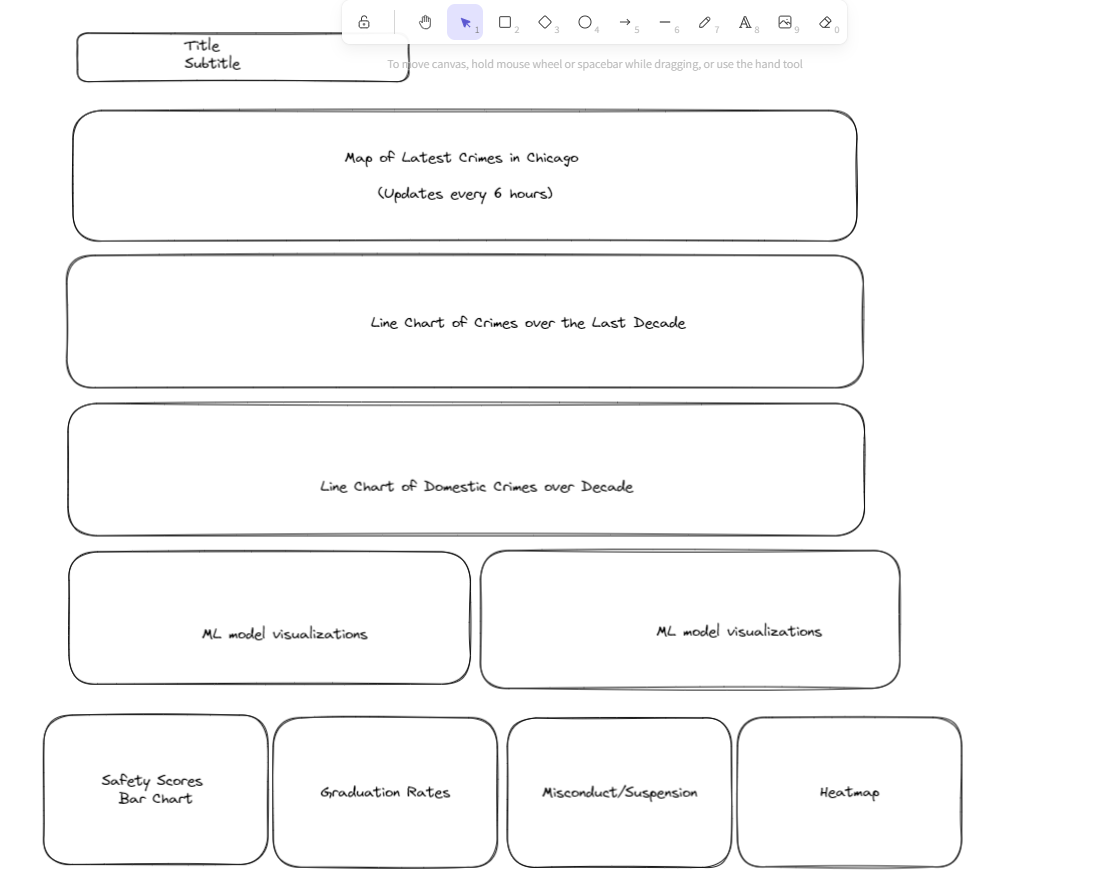 1
2
3
4
5
6
7
8
9
0
Title
Subtitle
To move canvas, hold mouse wheel or spacebar while dragging, or use the hand tool
Map of Latest Crimes in Chicago
(Updates every 6 hours)
Line Chart of Crimes over the Last Decade
Line Chart of Domestic Crimes over Decade
ML model visualizations
ML model visualizations
Safety Scores
Bar Chart
Graduation Rates
Misconduct/Suspension
Heatmap